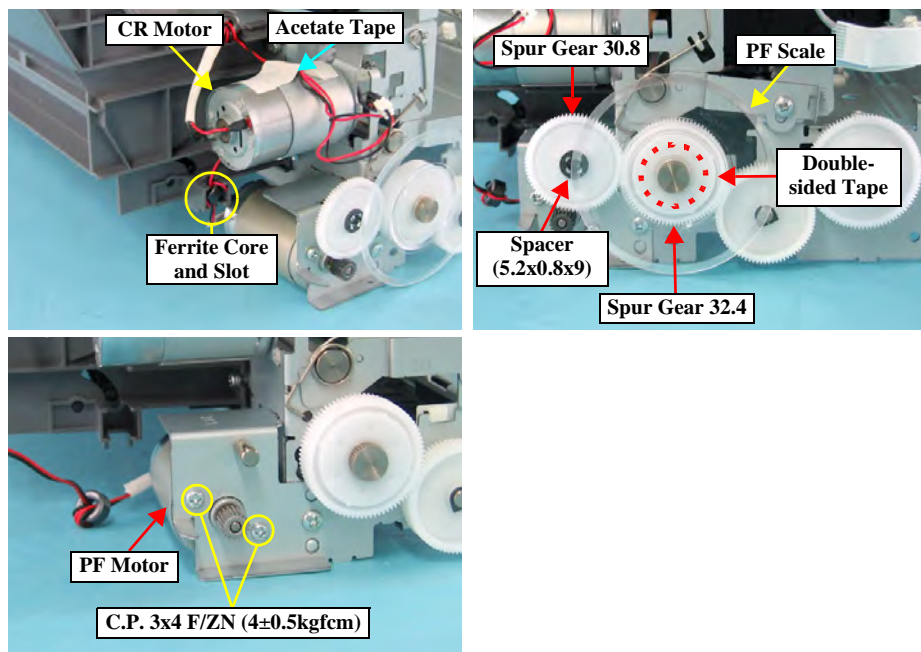 CR Motor
Acetate Tape
Ferrite Core
and Slot
Spur Gear 30.8
PF Scale
Double-
sided Tape
Spacer
(5.2x0.8x9)
Spur Gear 32.4
PF Motor
C.P. 3x4 F/ZN (4±0.5kgfcm)